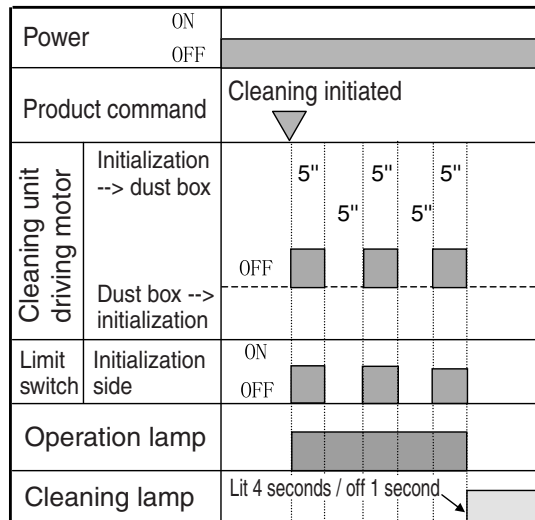 Power
ON
OFF
Product command
Cleaning initiated
Cleaning unit
driving motor
Initialization
--> dust box
Dust box -->
initialization
5" 5" 5"
5" 5"
OFF
Limit
switch
Initialization
side
ON
OFF
Operation lamp
Cleaning lamp
Lit 4 seconds / off 1 second